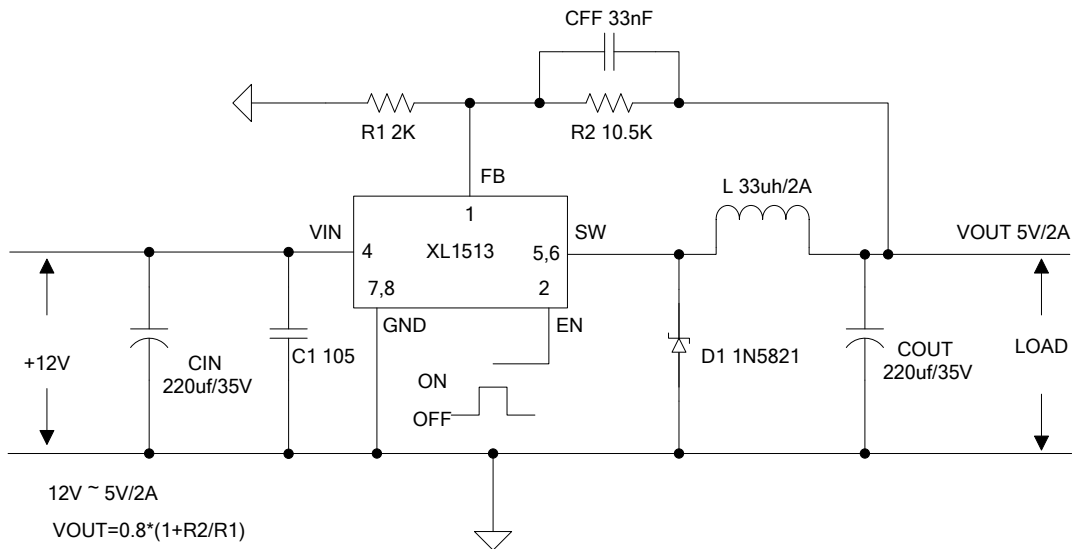 CFF 33nF
R1 2K
R2 10.5K
FB
L 33uh/2A
1
VIN
SW
VOUT 5V/2A
4
XL1513
5,6
7,8
2
GND
EN
+12V
CIN
220uf/35V
C1 105
D1 1N5821
COUT
220uf/35V
LOAD
ON
OFF
12V ~ 5V/2A
VOUT=0.8*(1+R2/R1)